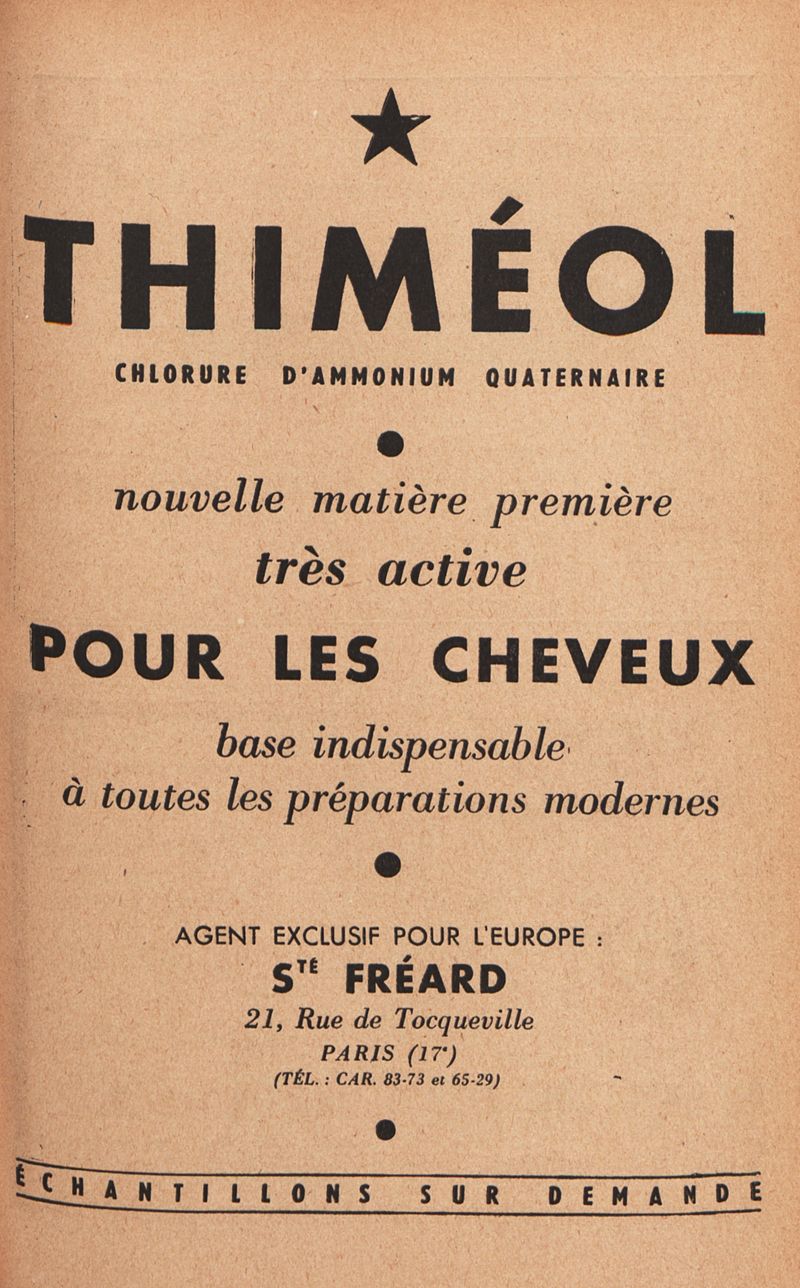 THIMÉOL
CHLORURE D'AMMONIUM QUATERNAIRE
nouvelle matière première
très active
POUR LES CHEVEUX
base indispensable
à toutes les préparations modernes
AGENT EXCLUSIF POUR L'EUROPE :
STÉ FRÉARD
21, Rue de Tocqueville
PARIS (17e)
(TÉL. : CAR. 83-73 et 65-29)
ÉCHANTILLONS SUR DEMANDE